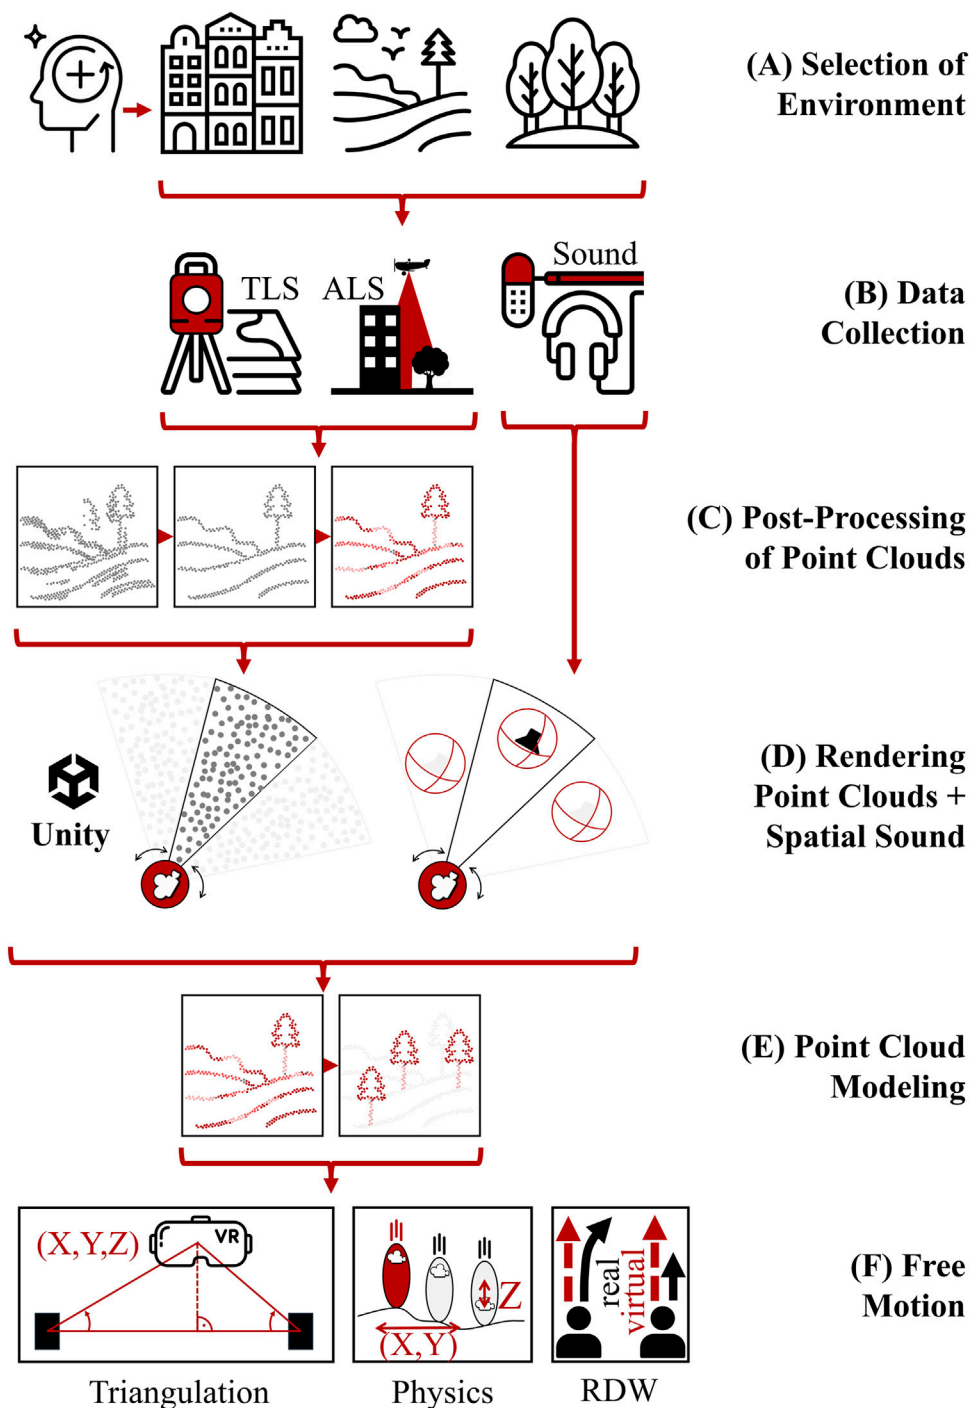 (A) Selection of
Environment
TLS
ALS
Sound
(B) Data
Collection
(C) Post-Processing
of Point Clouds
Unity
(D) Rendering
Point Clouds +
Spatial Sound
(E) Point Cloud
Modeling
(X,Y,Z)
VR
Z
(X,Y)
real
virtual
(F) Free
Motion
Triangulation
Physics
RDW